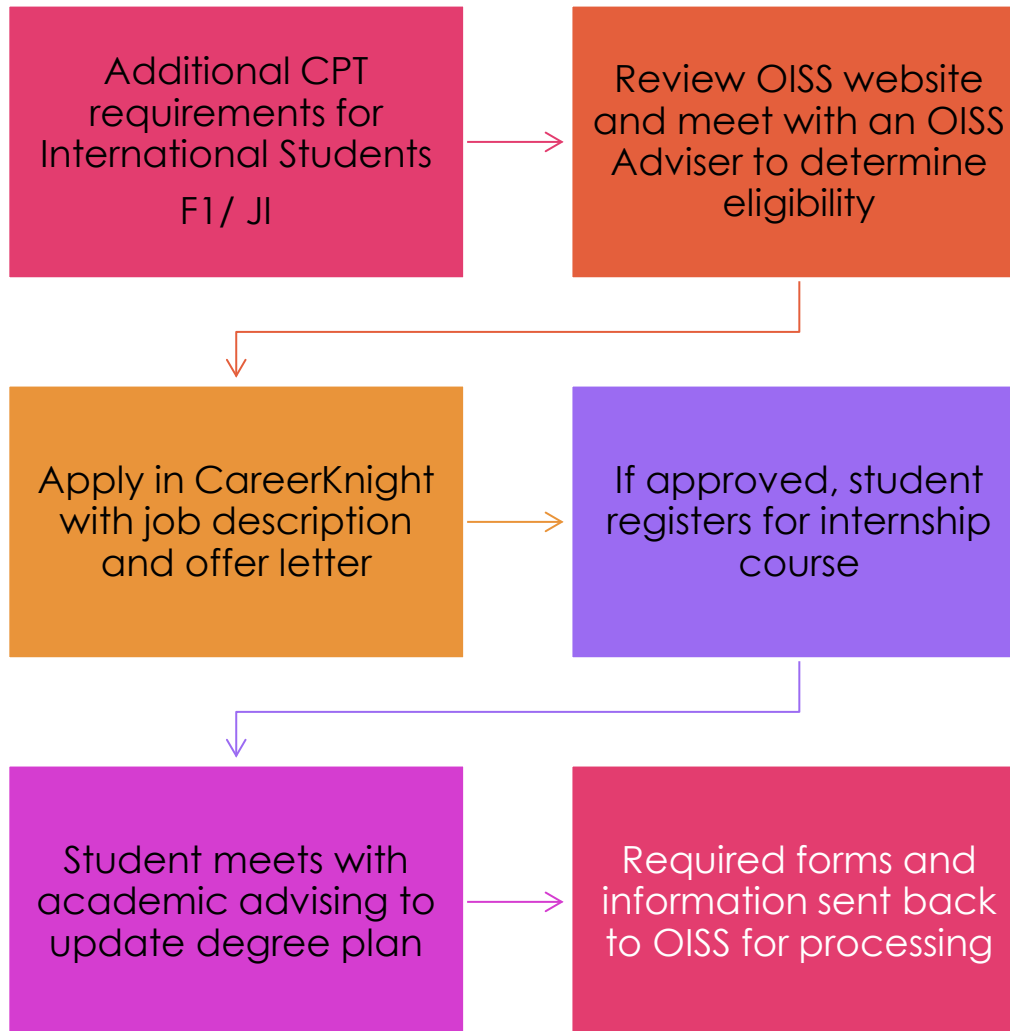 Additional CPT
requirements for
International Students
F1/ JI
Review OISS website
and meet with an OISS
Adviser to determine
eligibility
Apply in CareerKnight
with job description
and offer letter
If approved, student
registers for internship
course
Student meets with
academic advising to
update degree plan
Required forms and
information sent back
to OISS for processing